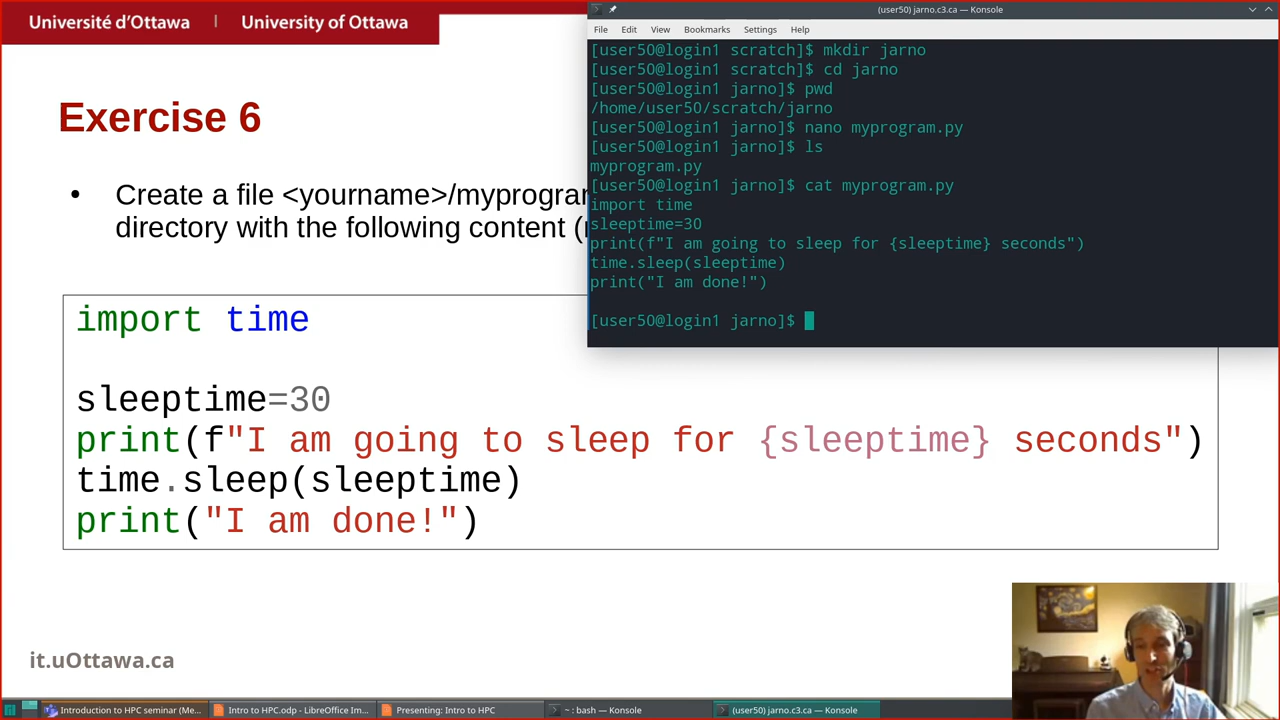 Université d'Ottawa | University of Ottawa
Exercise 6
• Create a file <yourname>/myprogram
directory with the following content (
import time
sleeptime=30
print(f"I am going to sleep for {sleeptime} seconds")
time.sleep(sleeptime)
print("I am done!")
it.uOttawa.ca
(user50) jarno.c3.ca — Konsole
File Edit View Bookmarks Settings Help
[user50@login1 scratch]$ mkdir jarno
[user50@login1 scratch]$ cd jarno
[user50@login1 jarno]$ pwd
/home/user50/scratch/jarno
[user50@login1 jarno]$ nano myprogram.py
[user50@login1 jarno]$ ls
myprogram.py
[user50@login1 jarno]$ cat myprogram.py
import time
sleeptime=30
print(f"I am going to sleep for {sleeptime} seconds")
time.sleep(sleeptime)
print("I am done!")
[user50@login1 jarno]$
Introduction to HPC seminar (Me...
Intro to HPC.odp - LibreOffice Im...
Presenting: Intro to HPC
~ : bash — Konsole
(user50) jarno.c3.ca — Konsole